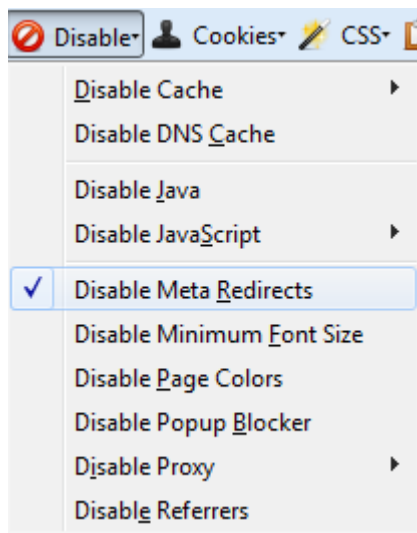 Disable Cookies CSS
Disable Cache
Disable DNS Cache
Disable Java
Disable JavaScript
Disable Meta Redirects
Disable Minimum Font Size
Disable Page Colors
Disable Popup Blocker
Disable Proxy
Disable Referrers